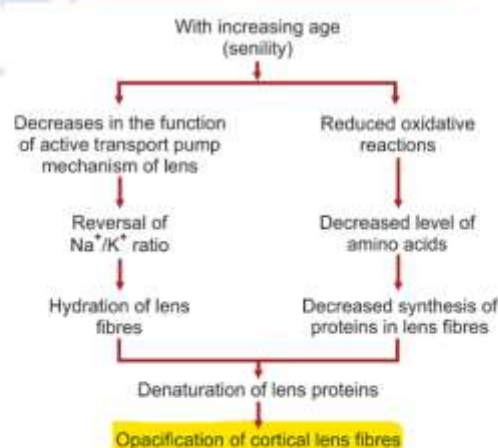 With increasing age
(senility)
Decreases in the function
of active transport pump
mechanism of lens
Reduced oxidative
reactions
Reversal of
Na+/K+ ratio
Decreased level of
amino acids
Hydration of lens
fibres
Decreased synthesis of
proteins in lens fibres
Denaturation of lens proteins
Opacification of cortical lens fibres